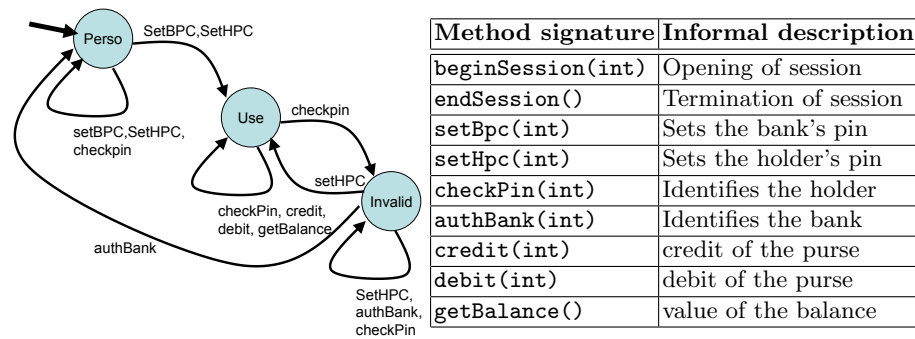 Perso
SetBPC,SetHPC
setBPC,SetHPC,
checkpin
Use
checkpin
setHPC
Invalid
checkPin, credit,
debit, getBalance
authBank
SetHPC,
authBank,
checkPin
Method signature Informal description
beginSession(int) Opening of session
endSession() Termination of session
setBpc(int) Sets the bank's pin
setHpc(int) Sets the holder's pin
checkPin(int) Identifies the holder
authBank(int) Identifies the bank
credit(int) credit of the purse
debit(int) debit of the purse
getBalance() value of the balance